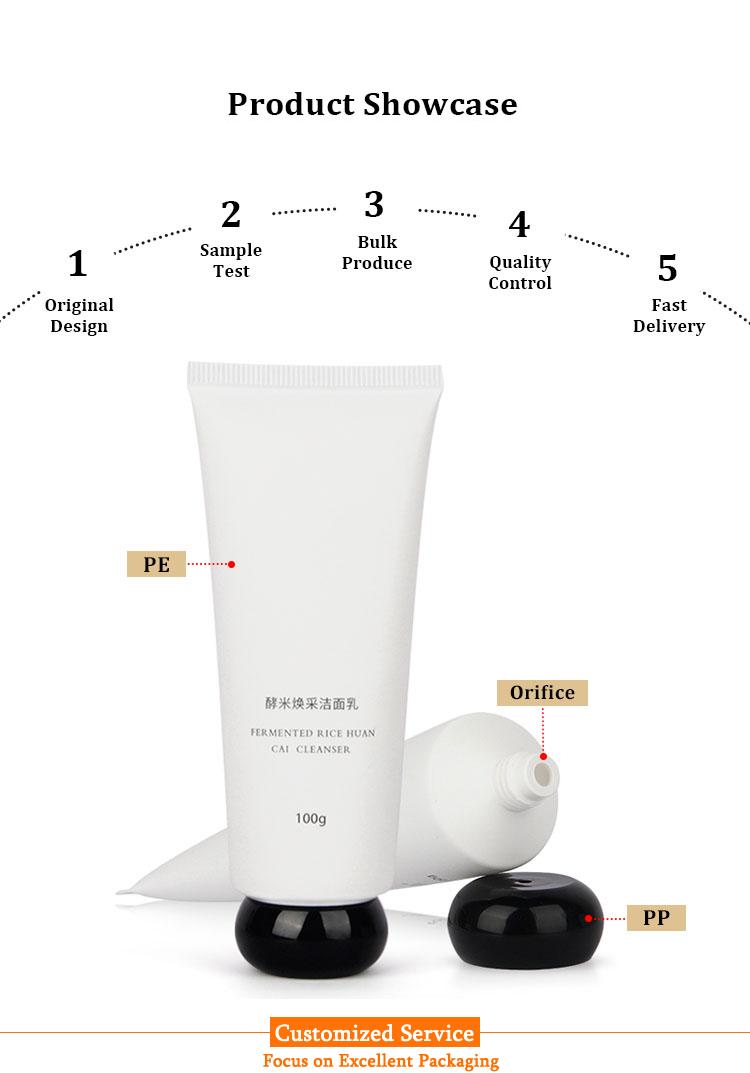 Product Showcase
1
Original
Design
2
Sample
Test
3
Bulk
Produce
4
Quality
Control
5
Fast
Delivery
PE
酵米焕采洁面乳
FERMENTED RICE HUAN
CAI CLEANSER
100g
Orifice
PP
Customized Service
Focus on Excellent Packaging